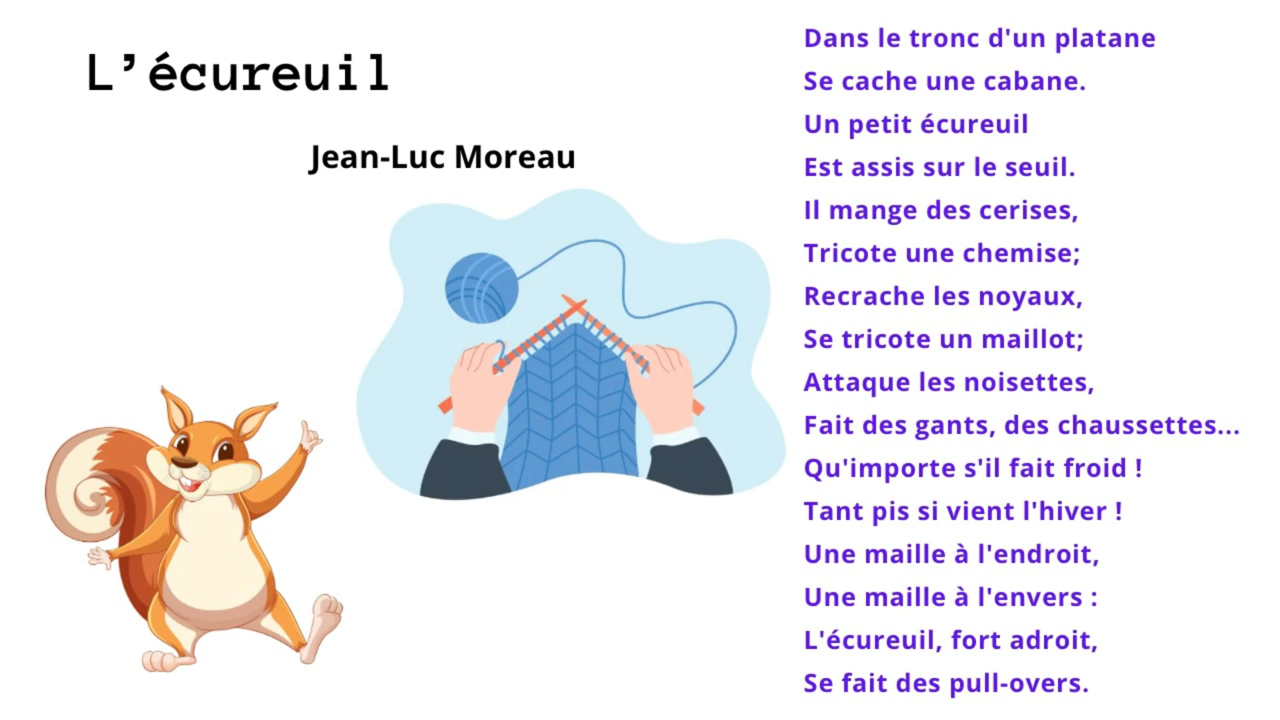 L’écureuil
Jean-Luc Moreau
Dans le tronc d'un platane
Se cache une cabane.
Un petit écureuil
Est assis sur le seuil.
Il mange des cerises,
Tricote une chemise;
Recrache les noyaux,
Se tricote un maillot;
Attaque les noisettes,
Fait des gants, des chaussettes...
Qu'importe s'il fait froid !
Tant pis si vient l'hiver !
Une maille à l'endroit,
Une maille à l'envers :
L'écureuil, fort adroit,
Se fait des pull-overs.